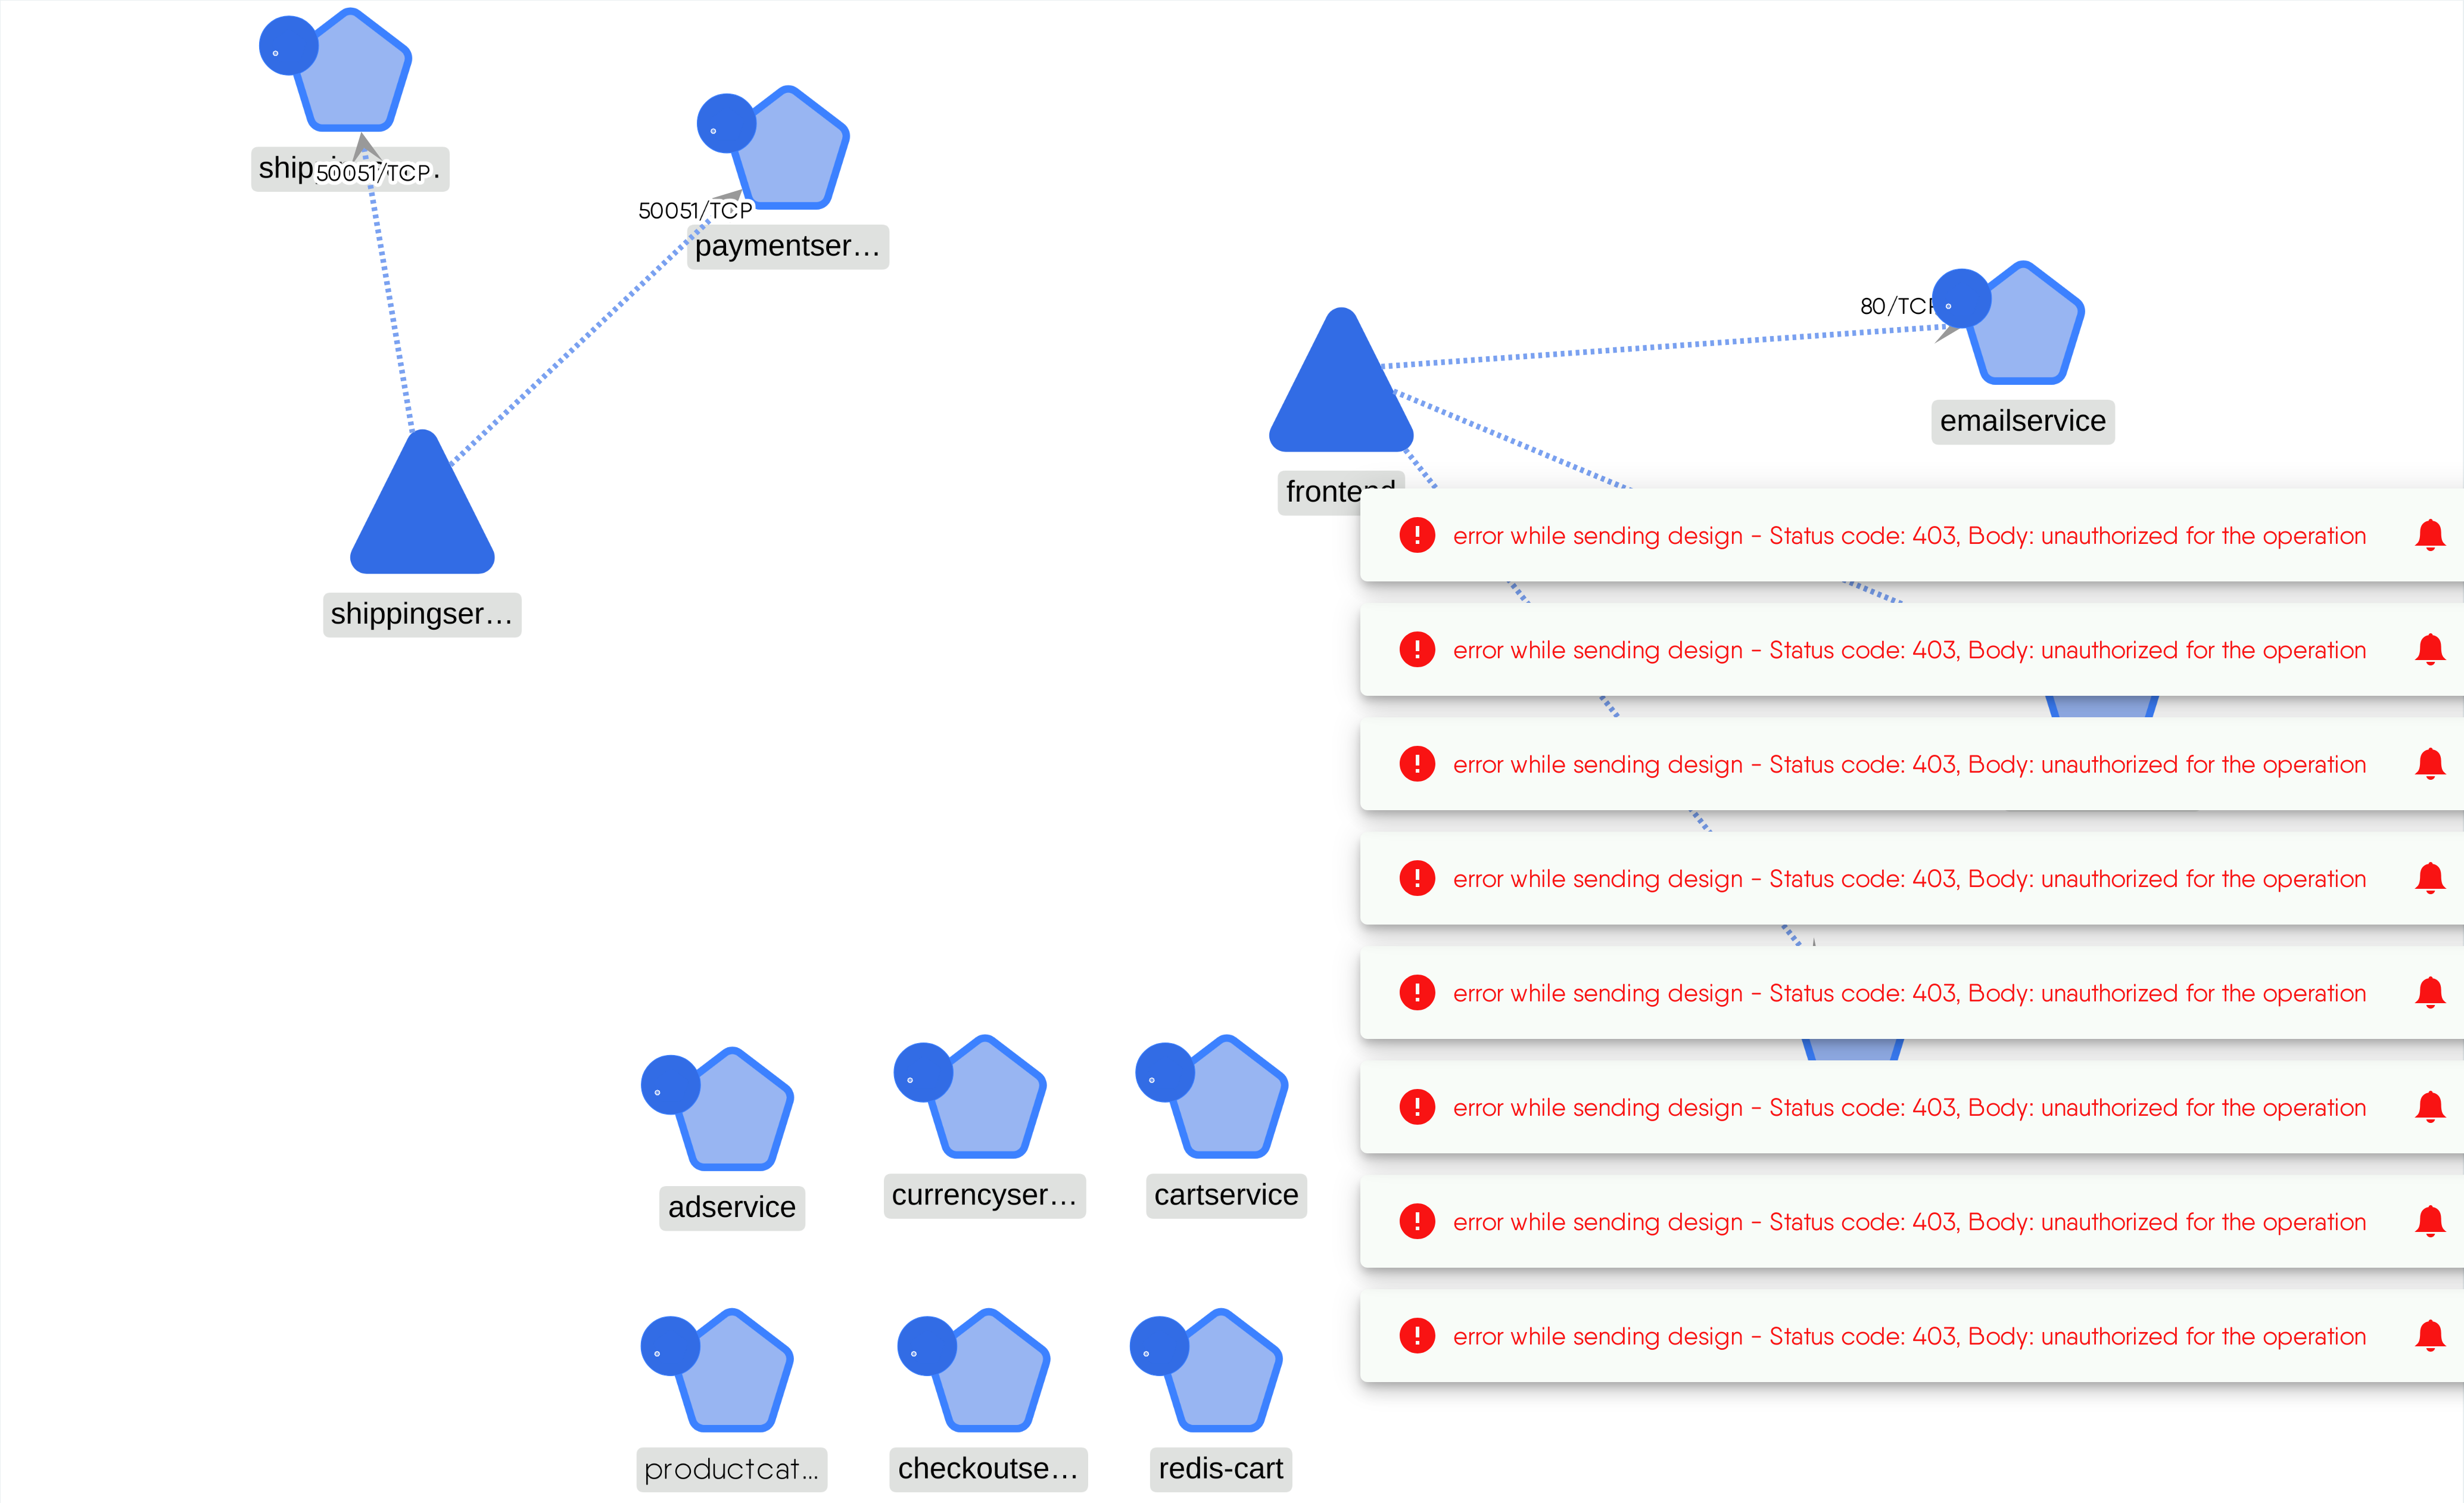 50051/TCP
50051/TCP
paymentser...
80/TCP
emailservice
frontend
shippingser...
error while sending design - Status code: 403, Body: unauthorized for the operation
error while sending design - Status code: 403, Body: unauthorized for the operation
error while sending design - Status code: 403, Body: unauthorized for the operation
error while sending design - Status code: 403, Body: unauthorized for the operation
error while sending design - Status code: 403, Body: unauthorized for the operation
error while sending design - Status code: 403, Body: unauthorized for the operation
error while sending design - Status code: 403, Body: unauthorized for the operation
error while sending design - Status code: 403, Body: unauthorized for the operation
adservice
currencyser...
cartservice
productcat...
checkoutse...
redis-cart